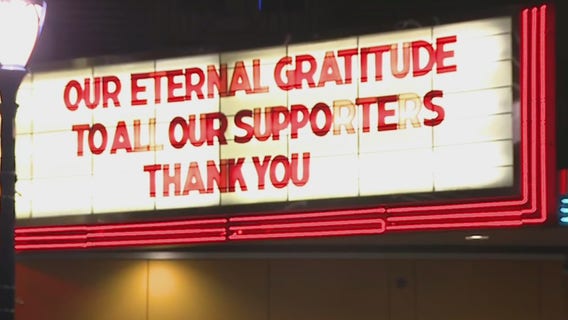 OUR ETERNAL GRATITUDE
TO ALL OUR SUPPORTERS
THANK YOU